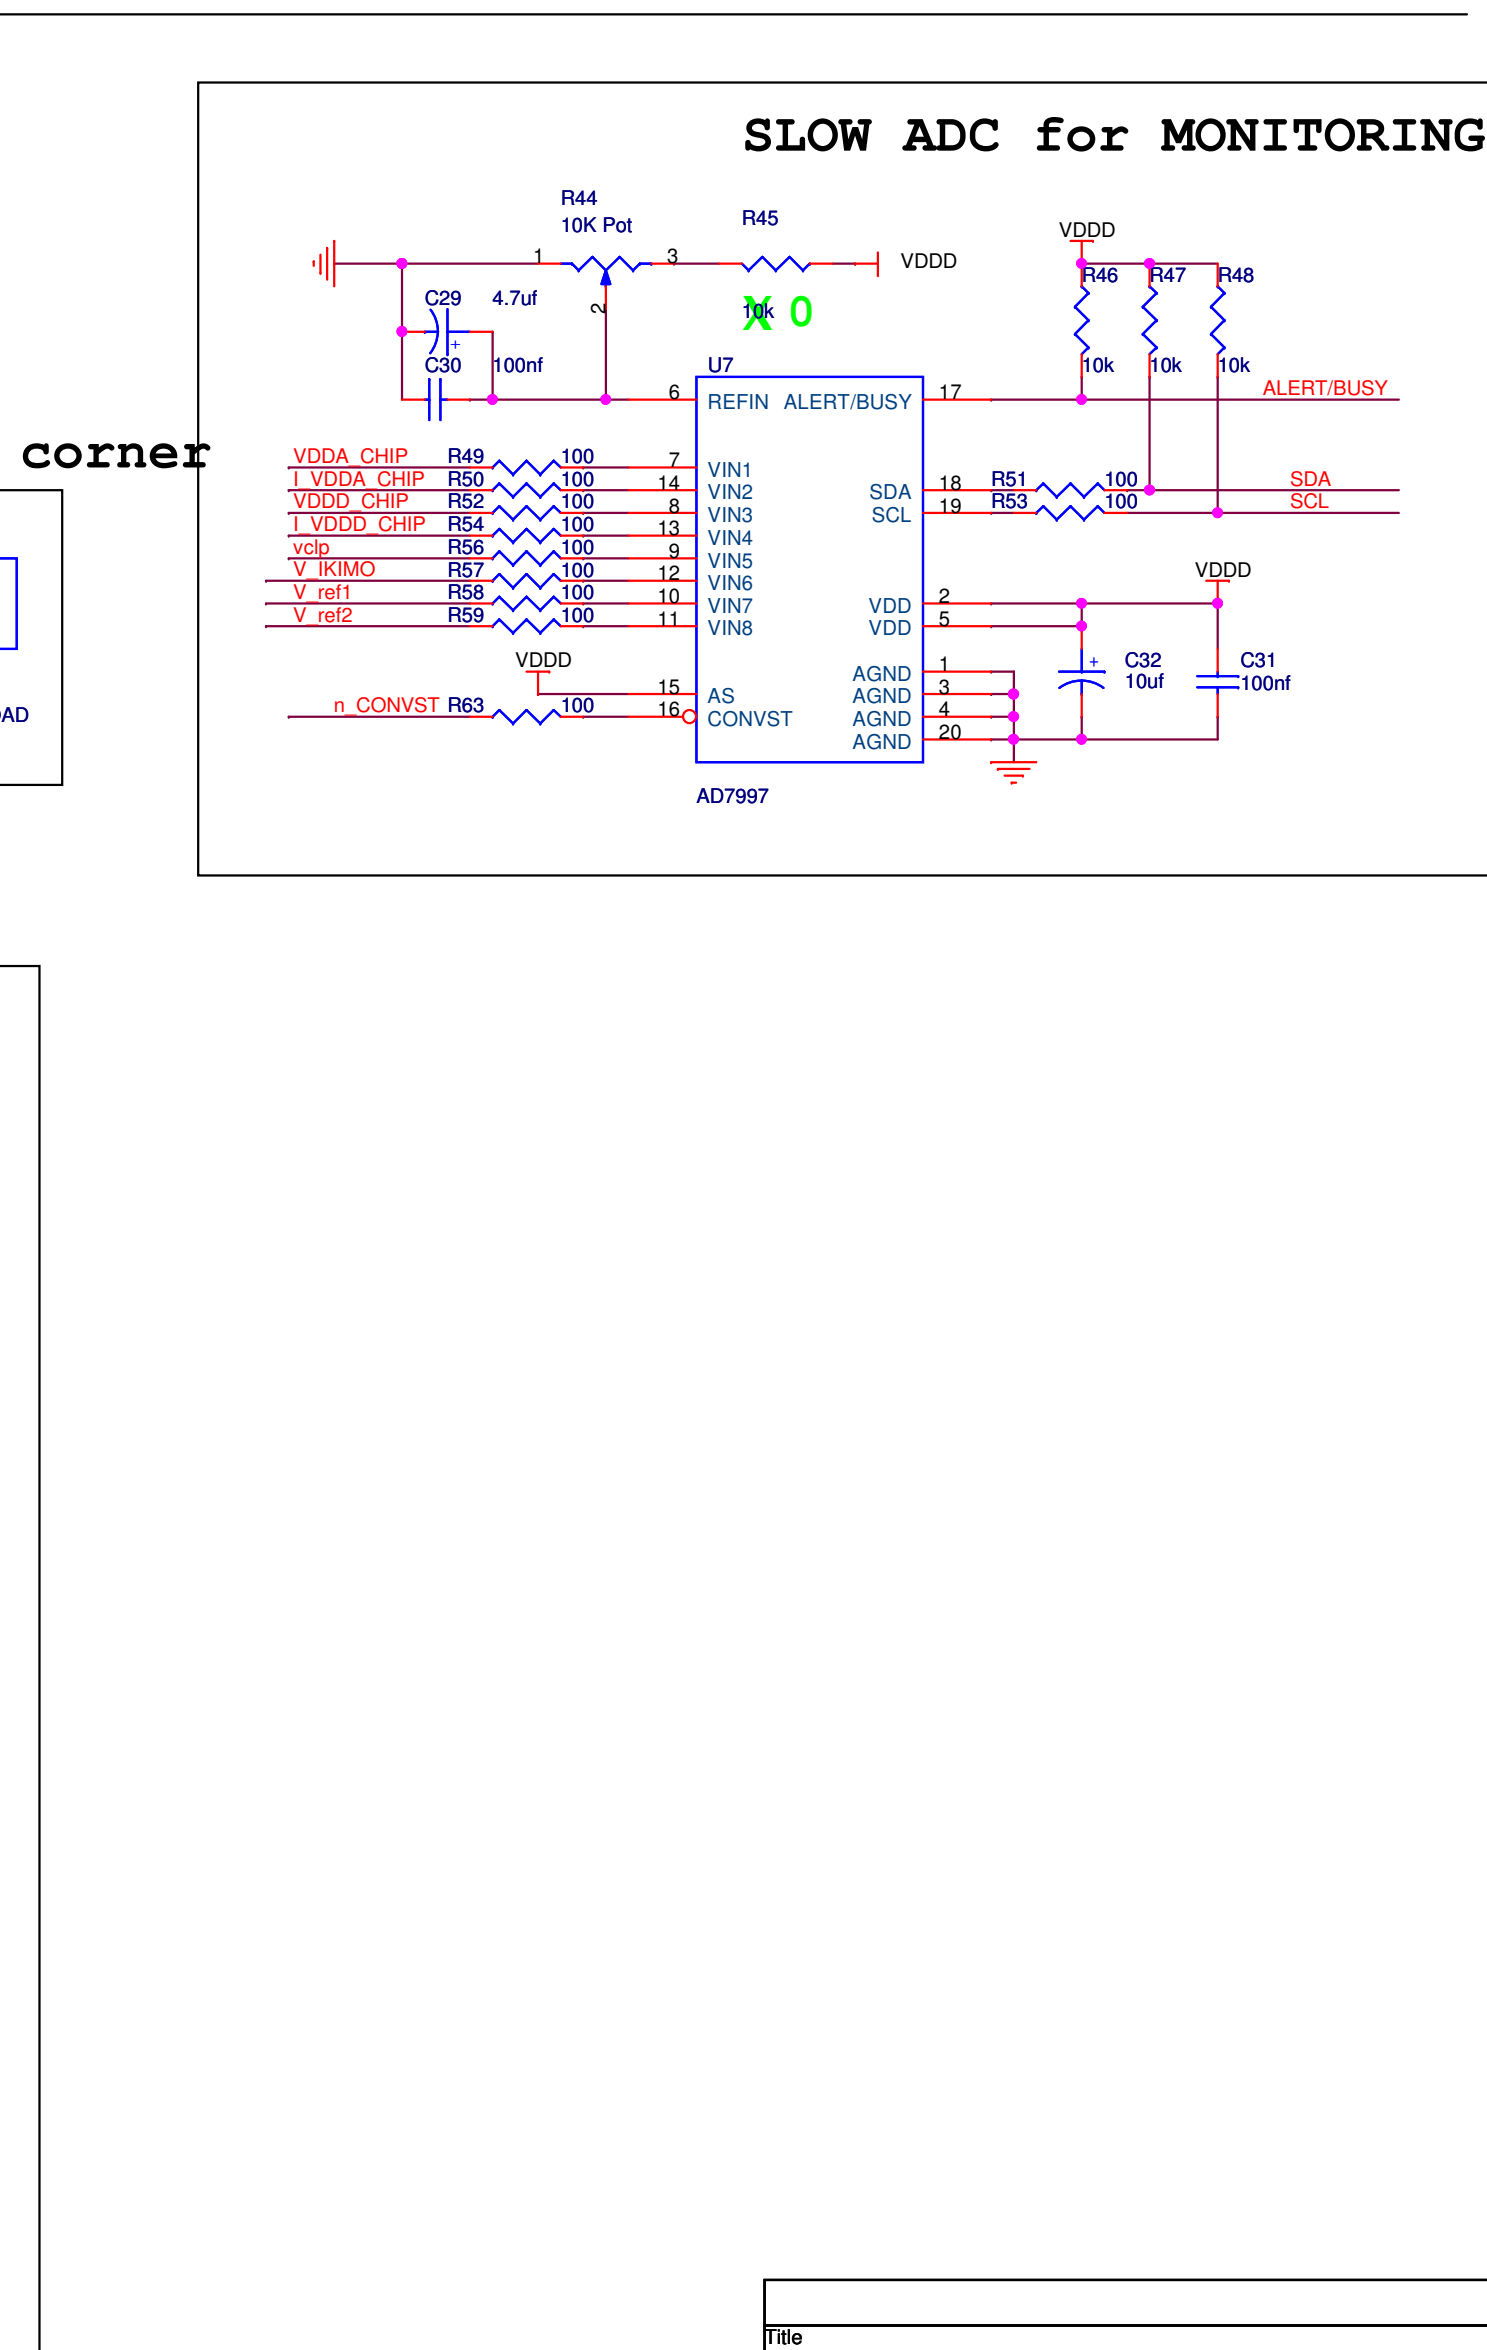 SLOW ADC for MONITORING
R44
10K Pot
R45
VDDD
1
3
VDDD
R46
R47
R48
C29
4.7uf
2
10k
X 0
+
C30
100nf
U7
10k
10k
10k
6
REFIN
ALERT/BUSY
17
ALERT/BUSY
corner
VDDA_CHIP
R49
100
7
VIN1
I_VDDA_CHIP
R50
100
14
VIN2
SDA
18
R51
100
SDA
VDDD_CHIP
R52
100
8
VIN3
SCL
19
R53
100
SCL
I_VDDD_CHIP
R54
100
13
VIN4
vclp
R56
100
9
VIN5
V_IKIMO
R57
100
12
VIN6
VDDD
V_ref1
R58
100
10
VIN7
VDD
2
V_ref2
R59
100
11
VIN8
VDD
5
VDDD
AGND
1
+
C32
10uf
C31
100nf
15
AS
AGND
3
AD
n_CONVST
R63
100
16
CONVST
AGND
4
AGND
20
AD7997
Title